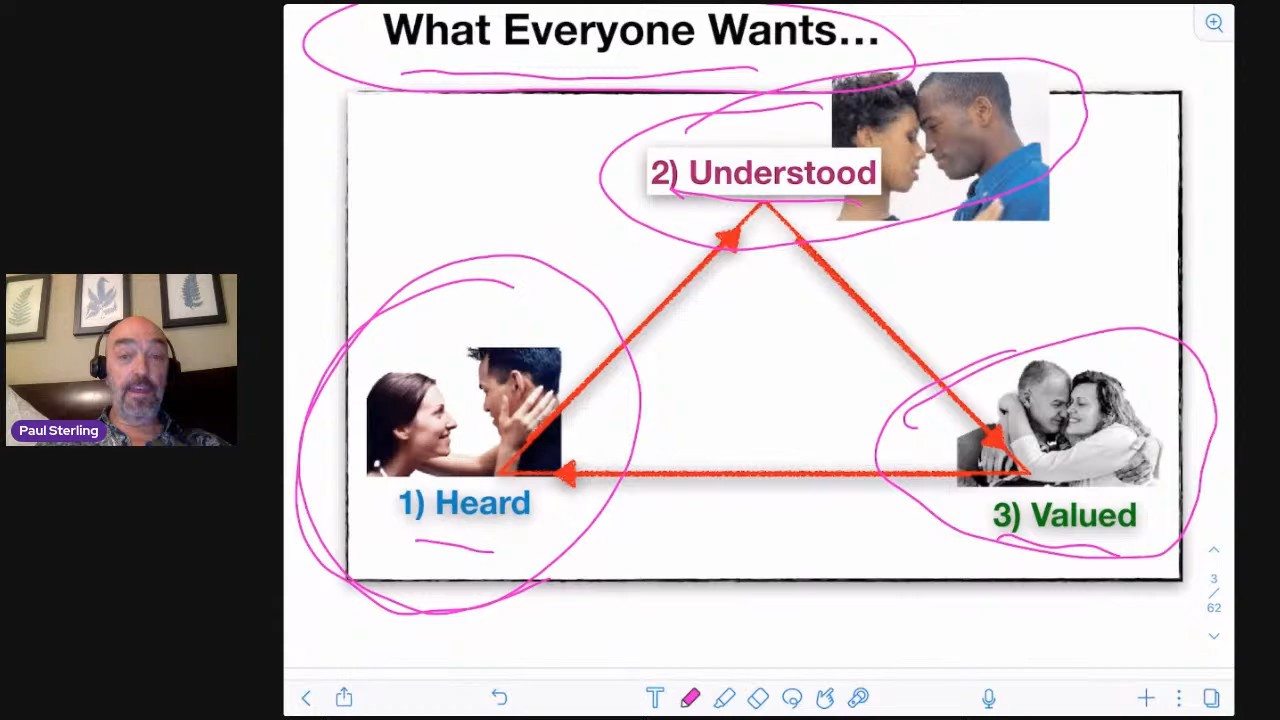 What Everyone Wants...
2) Understood
1) Heard
3) Valued
Paul Sterling
3
/
62
T